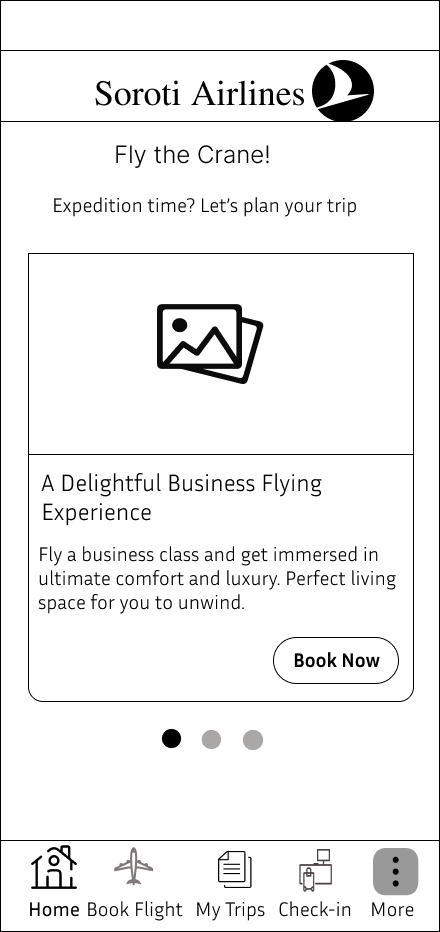 Soroti Airlines
Fly the Crane!
Expedition time? Let’s plan your trip
A Delightful Business Flying
Experience
Fly a business class and get immersed in
ultimate comfort and luxury. Perfect living
space for you to unwind.
Book Now
Home Book Flight My Trips Check-in More